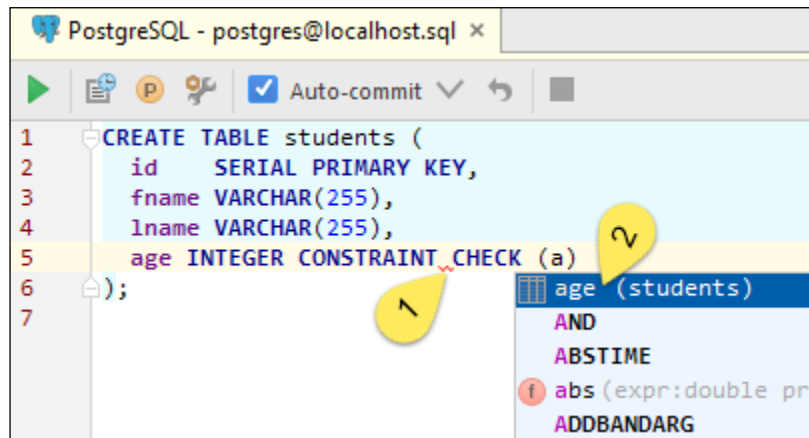 PostgreSQL - postgres@localhost.sql ×
P Auto-commit
1 CREATE TABLE students (
2 id SERIAL PRIMARY KEY,
3 fname VARCHAR(255),
4 lname VARCHAR(255),
5 age INTEGER CONSTRAINT CHECK (a)
6 );
7
1
2
age (students)
AND
ABSTIME
f abs(expr:double pr
ADDBANDARG